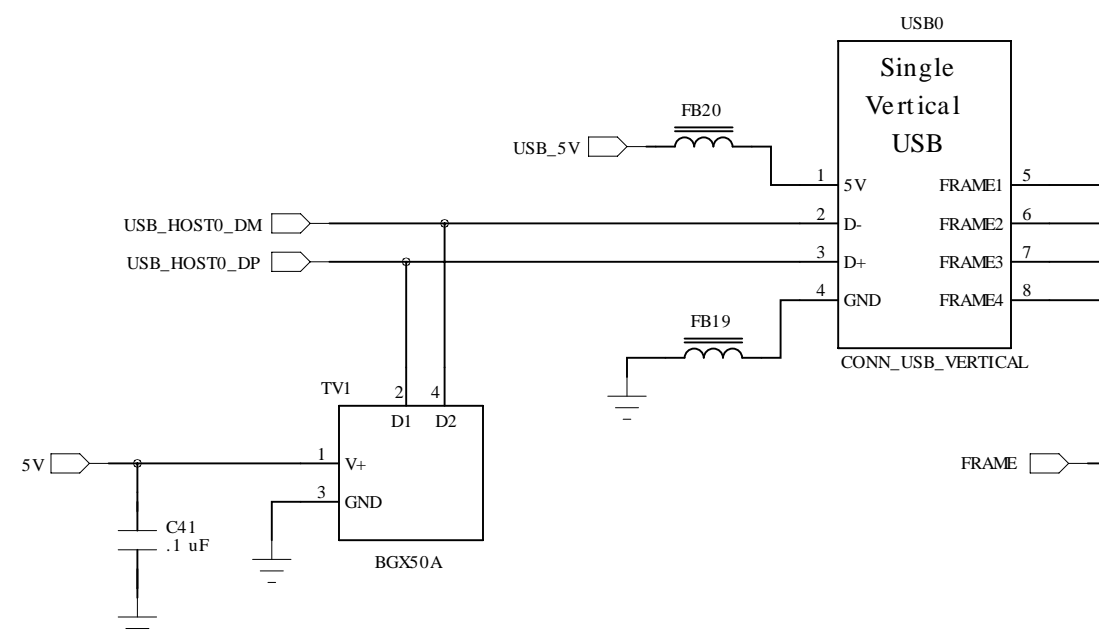 USB0
Single
Vertical
USB
FB20
USB_5V
1
5V
FRAME1
5
USB_HOST0_DM
2
D-
FRAME2
6
USB_HOST0_DP
3
D+
FRAME3
7
4
GND
FRAME4
8
FB19
CONN_USB_VERTICAL
TV1
2
4
D1
D2
5V
1
V+
FRAME
3
GND
C41
.1 uF
BGX50A